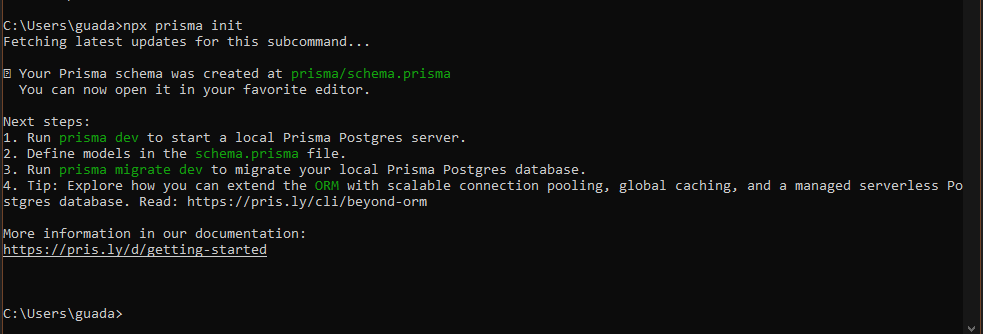 C:\Users\guada>npx prisma init
Fetching latest updates for this subcommand...
Your Prisma schema was created at prisma/schema.prisma
You can now open it in your favorite editor.
Next steps:
1. Run prisma dev to start a local Prisma Postgres server.
2. Define models in the schema.prisma file.
3. Run prisma migrate dev to migrate your local Prisma Postgres database.
4. Tip: Explore how you can extend the ORM with scalable connection pooling, global caching, and a managed serverless Po
stgres database. Read: https://pris.ly/cli/beyond-orm
More information in our documentation:
https://pris.ly/d/getting-started
C:\Users\guada>